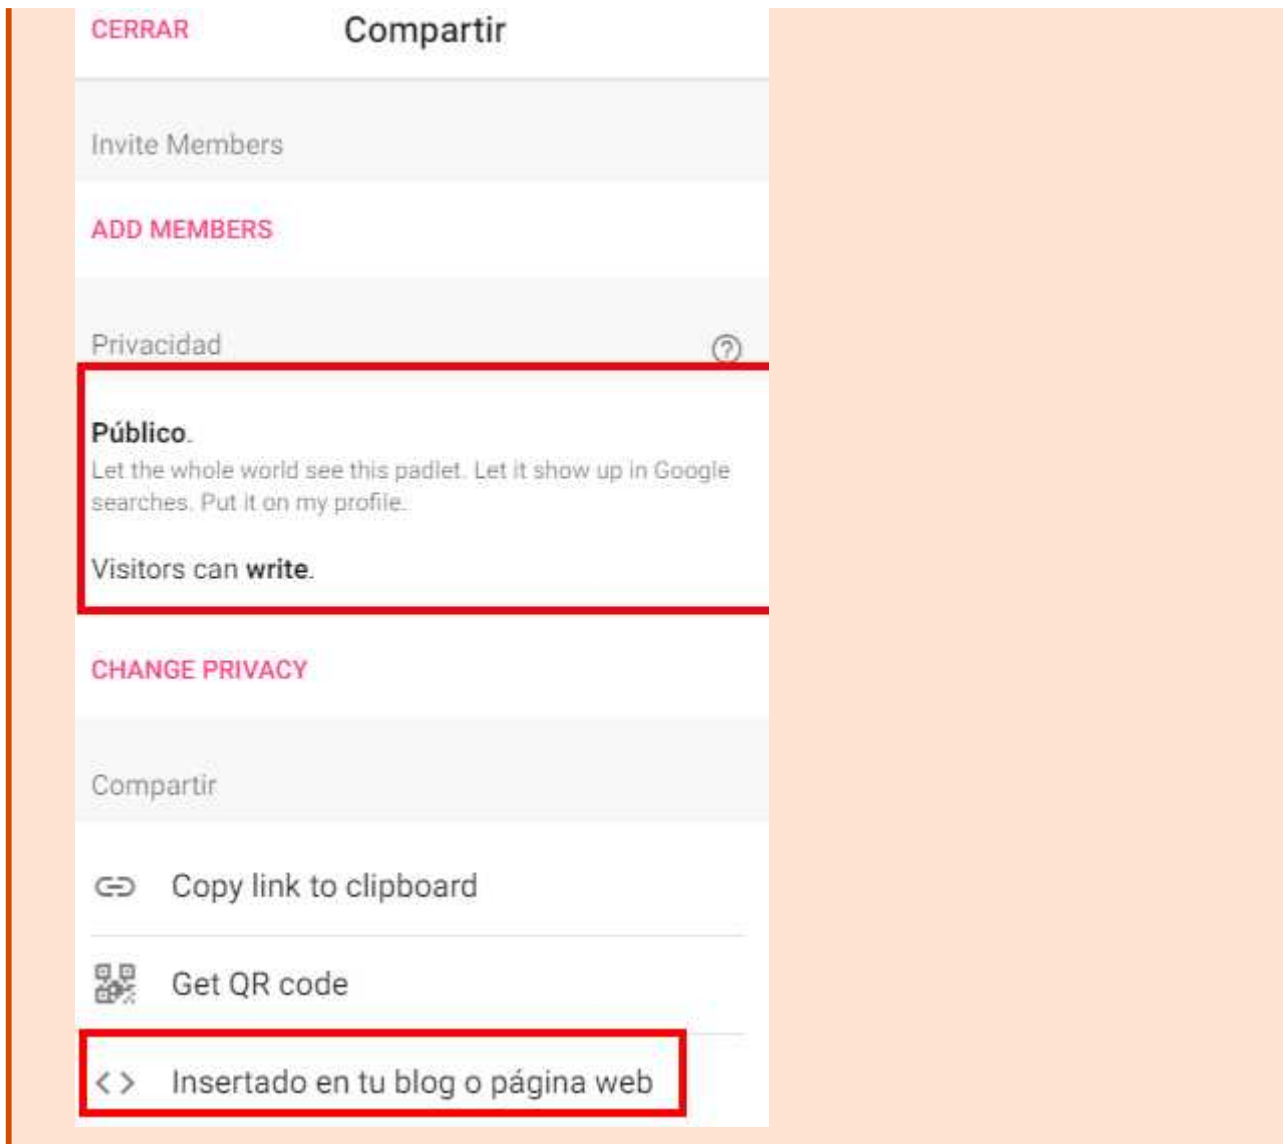 CERRAR Compartir
Invite Members
ADD MEMBERS
Privacidad
Público.
Let the whole world see this padlet. Let it show up in Google
searches. Put it on my profile.
Visitors can write.
CHANGE PRIVACY
Compartir
Copy link to clipboard
Get QR code
Insertado en tu blog o página web